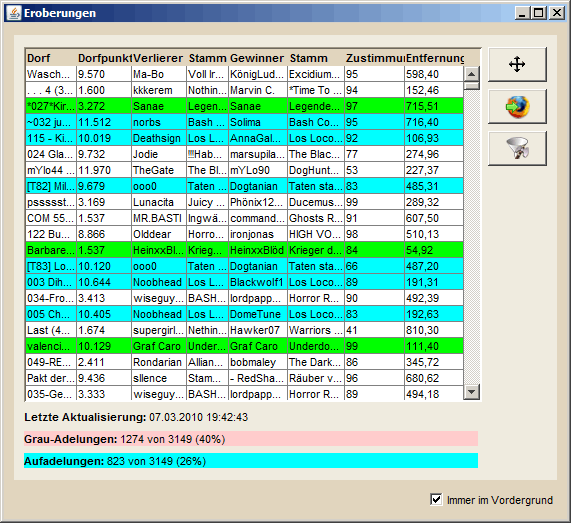 Eroberungen
Dorf Dorfpunkt Verlierer Stamm Gewinner Stamm Zustimmu Entfernung
Wasch... 9.570 Ma-Bo Voll Ir... KönigLud... Excidium... 95 598,40
. . . 4 (3... 1.600 kkkerem Nothin... Marvin C. *Time To ... 94 152,46
*027*Kir... 3.272 Sanae Legen... Sanae Legende... 97 715,51
~032 ju... 11.512 norbs Bash ... Solima Bash Co... 95 716,40
115 - Ki... 10.019 Deathsign Los L... AnnaGal... Los Loco... 92 106,93
024 Gla... 9.732 Jodie !!!Hab... marsupila... The Blac... 77 274,96
mYlo44 ... 11.970 TheGate The Bl... mYLo90 DogHunt... 53 227,37
[T82] Mil... 9.679 ooo0 Taten ... Dogtanian Taten sta... 83 485,31
pssssst... 3.169 Lunacita Juicy ... Phönix12... Ducemus... 99 289,32
COM 55... 1.537 MR.BASTI Ingwä... command... Ghosts R... 91 607,50
122 Bu... 8.866 Olddear Horro... ironjonas HIGH VO... 98 510,13
Barbare... 1.537 HeinxxBl... Krieg... HeinxxBlöd Krieger d... 84 54,92
[T83] Lo... 10.120 ooo0 Taten ... Dogtanian Taten sta... 66 487,20
003 Dih... 10.644 Noobhead Los L... Blackwolf1 Los Loco... 89 191,31
034-Fro... 3.413 wiseguy... BASH... lordpapp... Horror R... 90 492,39
005 Ch... 10.405 Noobhead Los L... DomeTune Los Loco... 83 192,63
Last (4... 1.674 supergirl... Nethin... Hawker07 Warriors ... 41 810,30
valenci... 10.129 Graf Caro Under... Graf Caro Underdo... 99 111,40
049-RE... 2.411 Rondarian Allian... bobmaley The Dark... 86 345,72
Pakt der... 9.436 sllence Stam... - RedSha... Räuber v... 96 680,62
035-Ge... 3.333 wiseguy... BASH... lordpapp... Horror R... 89 494,18
Letzte Aktualisierung: 07.03.2010 19:42:43
Grau-Adelungen: 1274 von 3149 (40%)
Aufadelungen: 823 von 3149 (26%)
Immer im Vordergrund